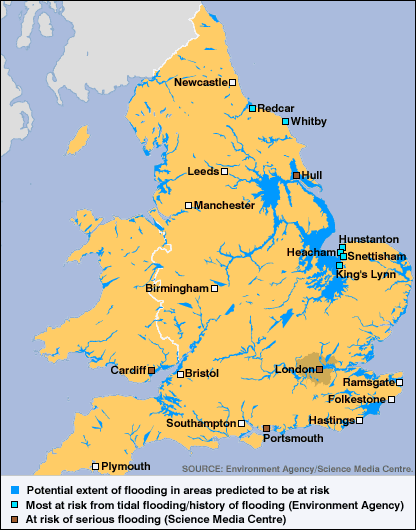 Newcastle
Redcar
Whitby
Leeds
Hull
Manchester
Hunstanton
Heacham
Snettisham
King's Lynn
Birmingham
Cardiff
Bristol
London
Ramsgate
Folkestone
Southampton
Hastings
Portsmouth
Plymouth
SOURCE: Environment Agency/Science Media Centre.
Potential extent of flooding in areas predicted to be at risk
Most at risk from tidal flooding/history of flooding (Environment Agency)
At risk of serious flooding (Science Media Centre)